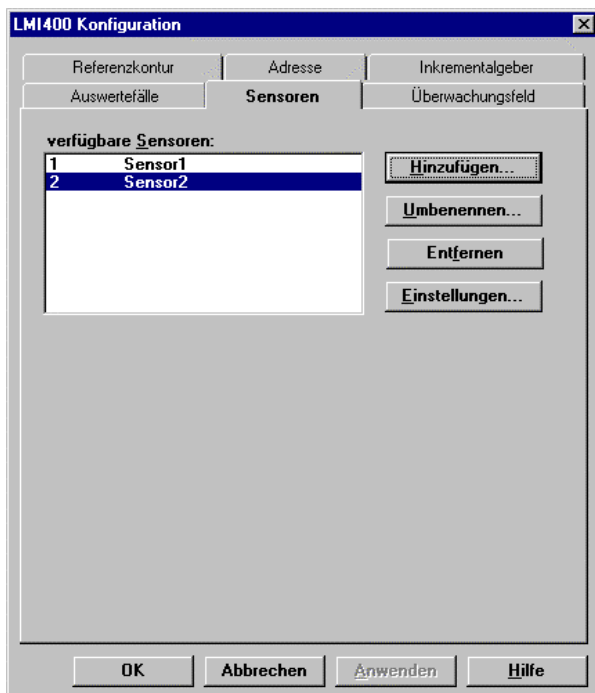 LMI400 Konfiguration
Referenzkontur Adresse Inkrementalgeber
Auswertefälle Sensoren Überwachungsfeld
verfügbare Sensoren:
1 Sensor1
2 Sensor2
Hinzufügen...
Umbenennen...
Entfernen
Einstellungen...
OK Abbrechen Anwenden Hilfe